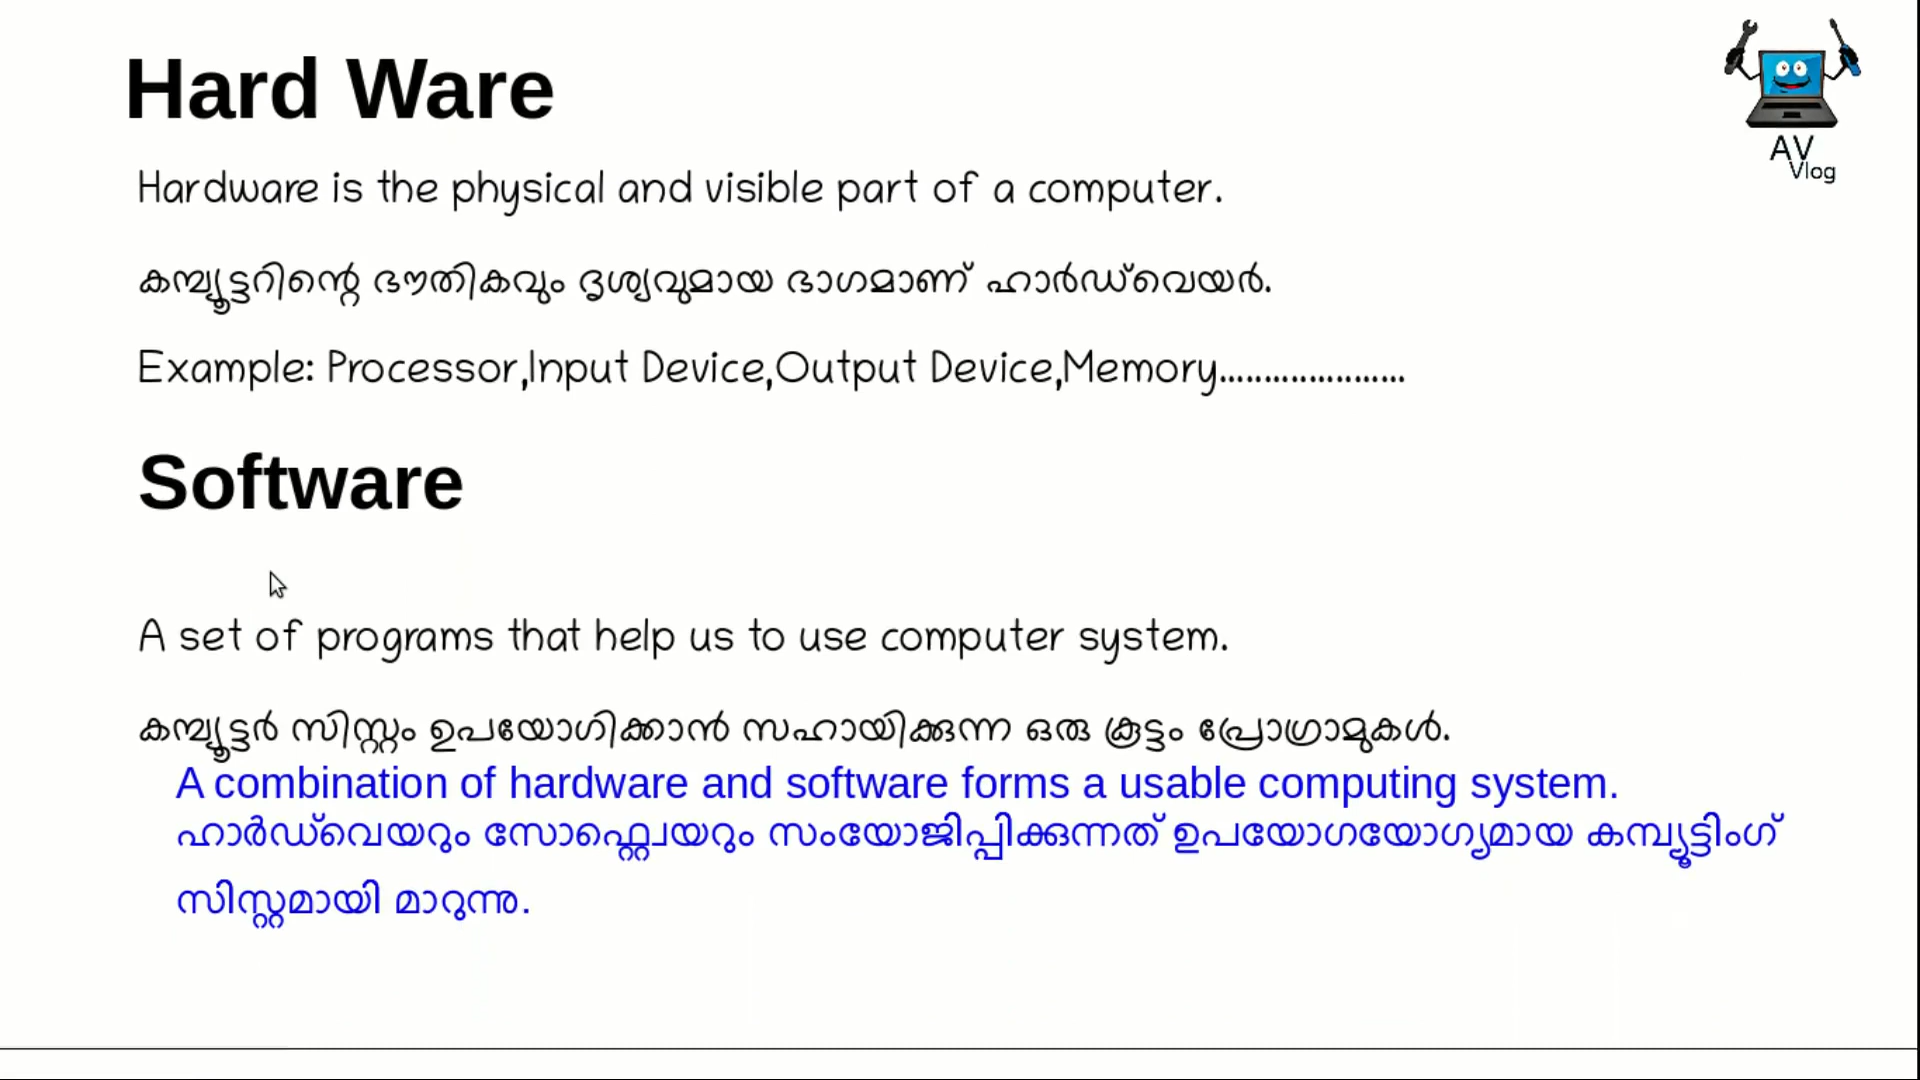 Hard Ware
AV
Vlog
Hardware is the physical and visible part of a computer.
കമ്പ്യൂട്ടറിന്റെ ഭൗതികവും ദൃശ്യവുമായ ഭാഗമാണ് ഹാർഡ്‌വെയർ.
Example: Processor,Input Device,Output Device,Memory.....................
Software
A set of programs that help us to use computer system.
കമ്പ്യൂട്ടർ സിസ്റ്റം ഉപയോഗിക്കാൻ സഹായിക്കുന്ന ഒരു കൂട്ടം പ്രോഗ്രാമുകൾ.
A combination of hardware and software forms a usable computing system.
ഹാർഡ്‌വെയറും സോഫ്റ്റ്വെയറും സംയോജിപ്പിക്കുന്നത് ഉപയോഗയോഗ്യമായ കമ്പ്യൂട്ടിംഗ്
സിസ്റ്റമായി മാറുന്നു.